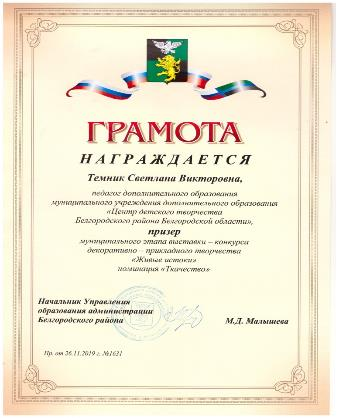 ГРАМОТА
НАГРАЖДАЕТСЯ
Темник Светлана Викторовна,
педагог дополнительного образования
муниципального учреждения дополнительного образования
«Центр детского творчества
Белгородского района Белгородской области»,
призер
муниципального этапа выставки – конкурса
декоративно – прикладного творчества
«Живые истоки»
номинация «Ткачество»
Начальник Управления
образования администрации
Белгородского района
М.Д. Малышева
Пр. от 26.11.2019 г. №1621